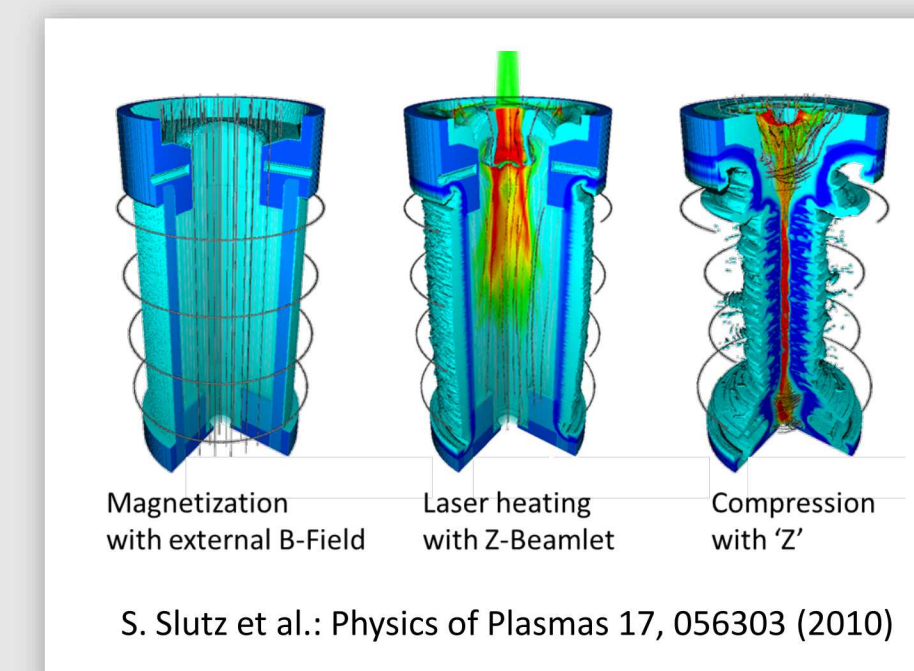 Magnetization
with external B-Field
Laser heating
with Z-Beamlet
Compression
with ‘Z’
S. Slutz et al.: Physics of Plasmas 17, 056303 (2010)